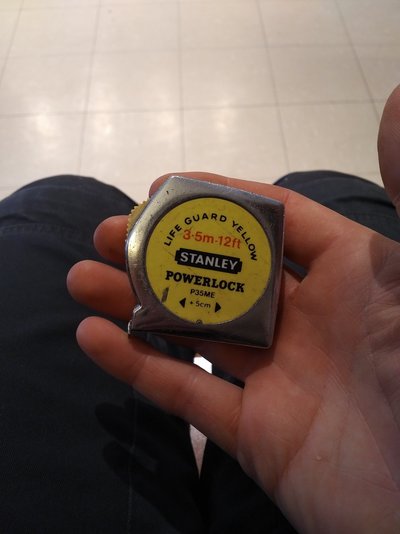 LIFE GUARD YELLOW
3·5m-12ft
STANLEY
POWERLOCK
P35ME
+ 5cm